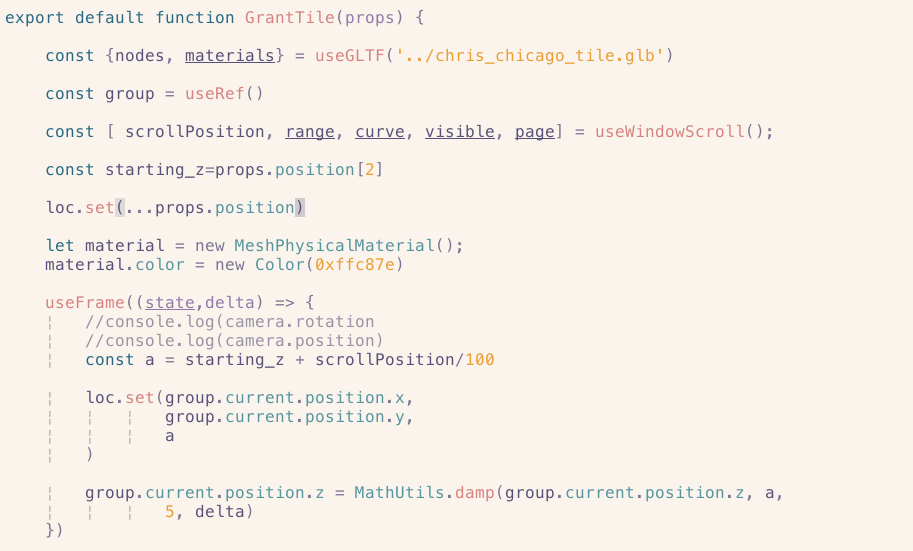 export default function GrantTile(props) {
const {nodes, materials} = useGLTF('../chris_chicago_tile.glb')
const group = useRef()
const [ scrollPosition, range, curve, visible, page] = useWindowScroll();
const starting_z=props.position[2]
loc.set(...props.position)
let material = new MeshPhysicalMaterial();
material.color = new Color(0xffc87e)
useFrame((state,delta) => {
//console.log(camera.rotation
//console.log(camera.position)
const a = starting_z + scrollPosition/100
loc.set(group.current.position.x,
group.current.position.y,
a
)
group.current.position.z = MathUtils.damp(group.current.position.z, a,
5, delta)
})